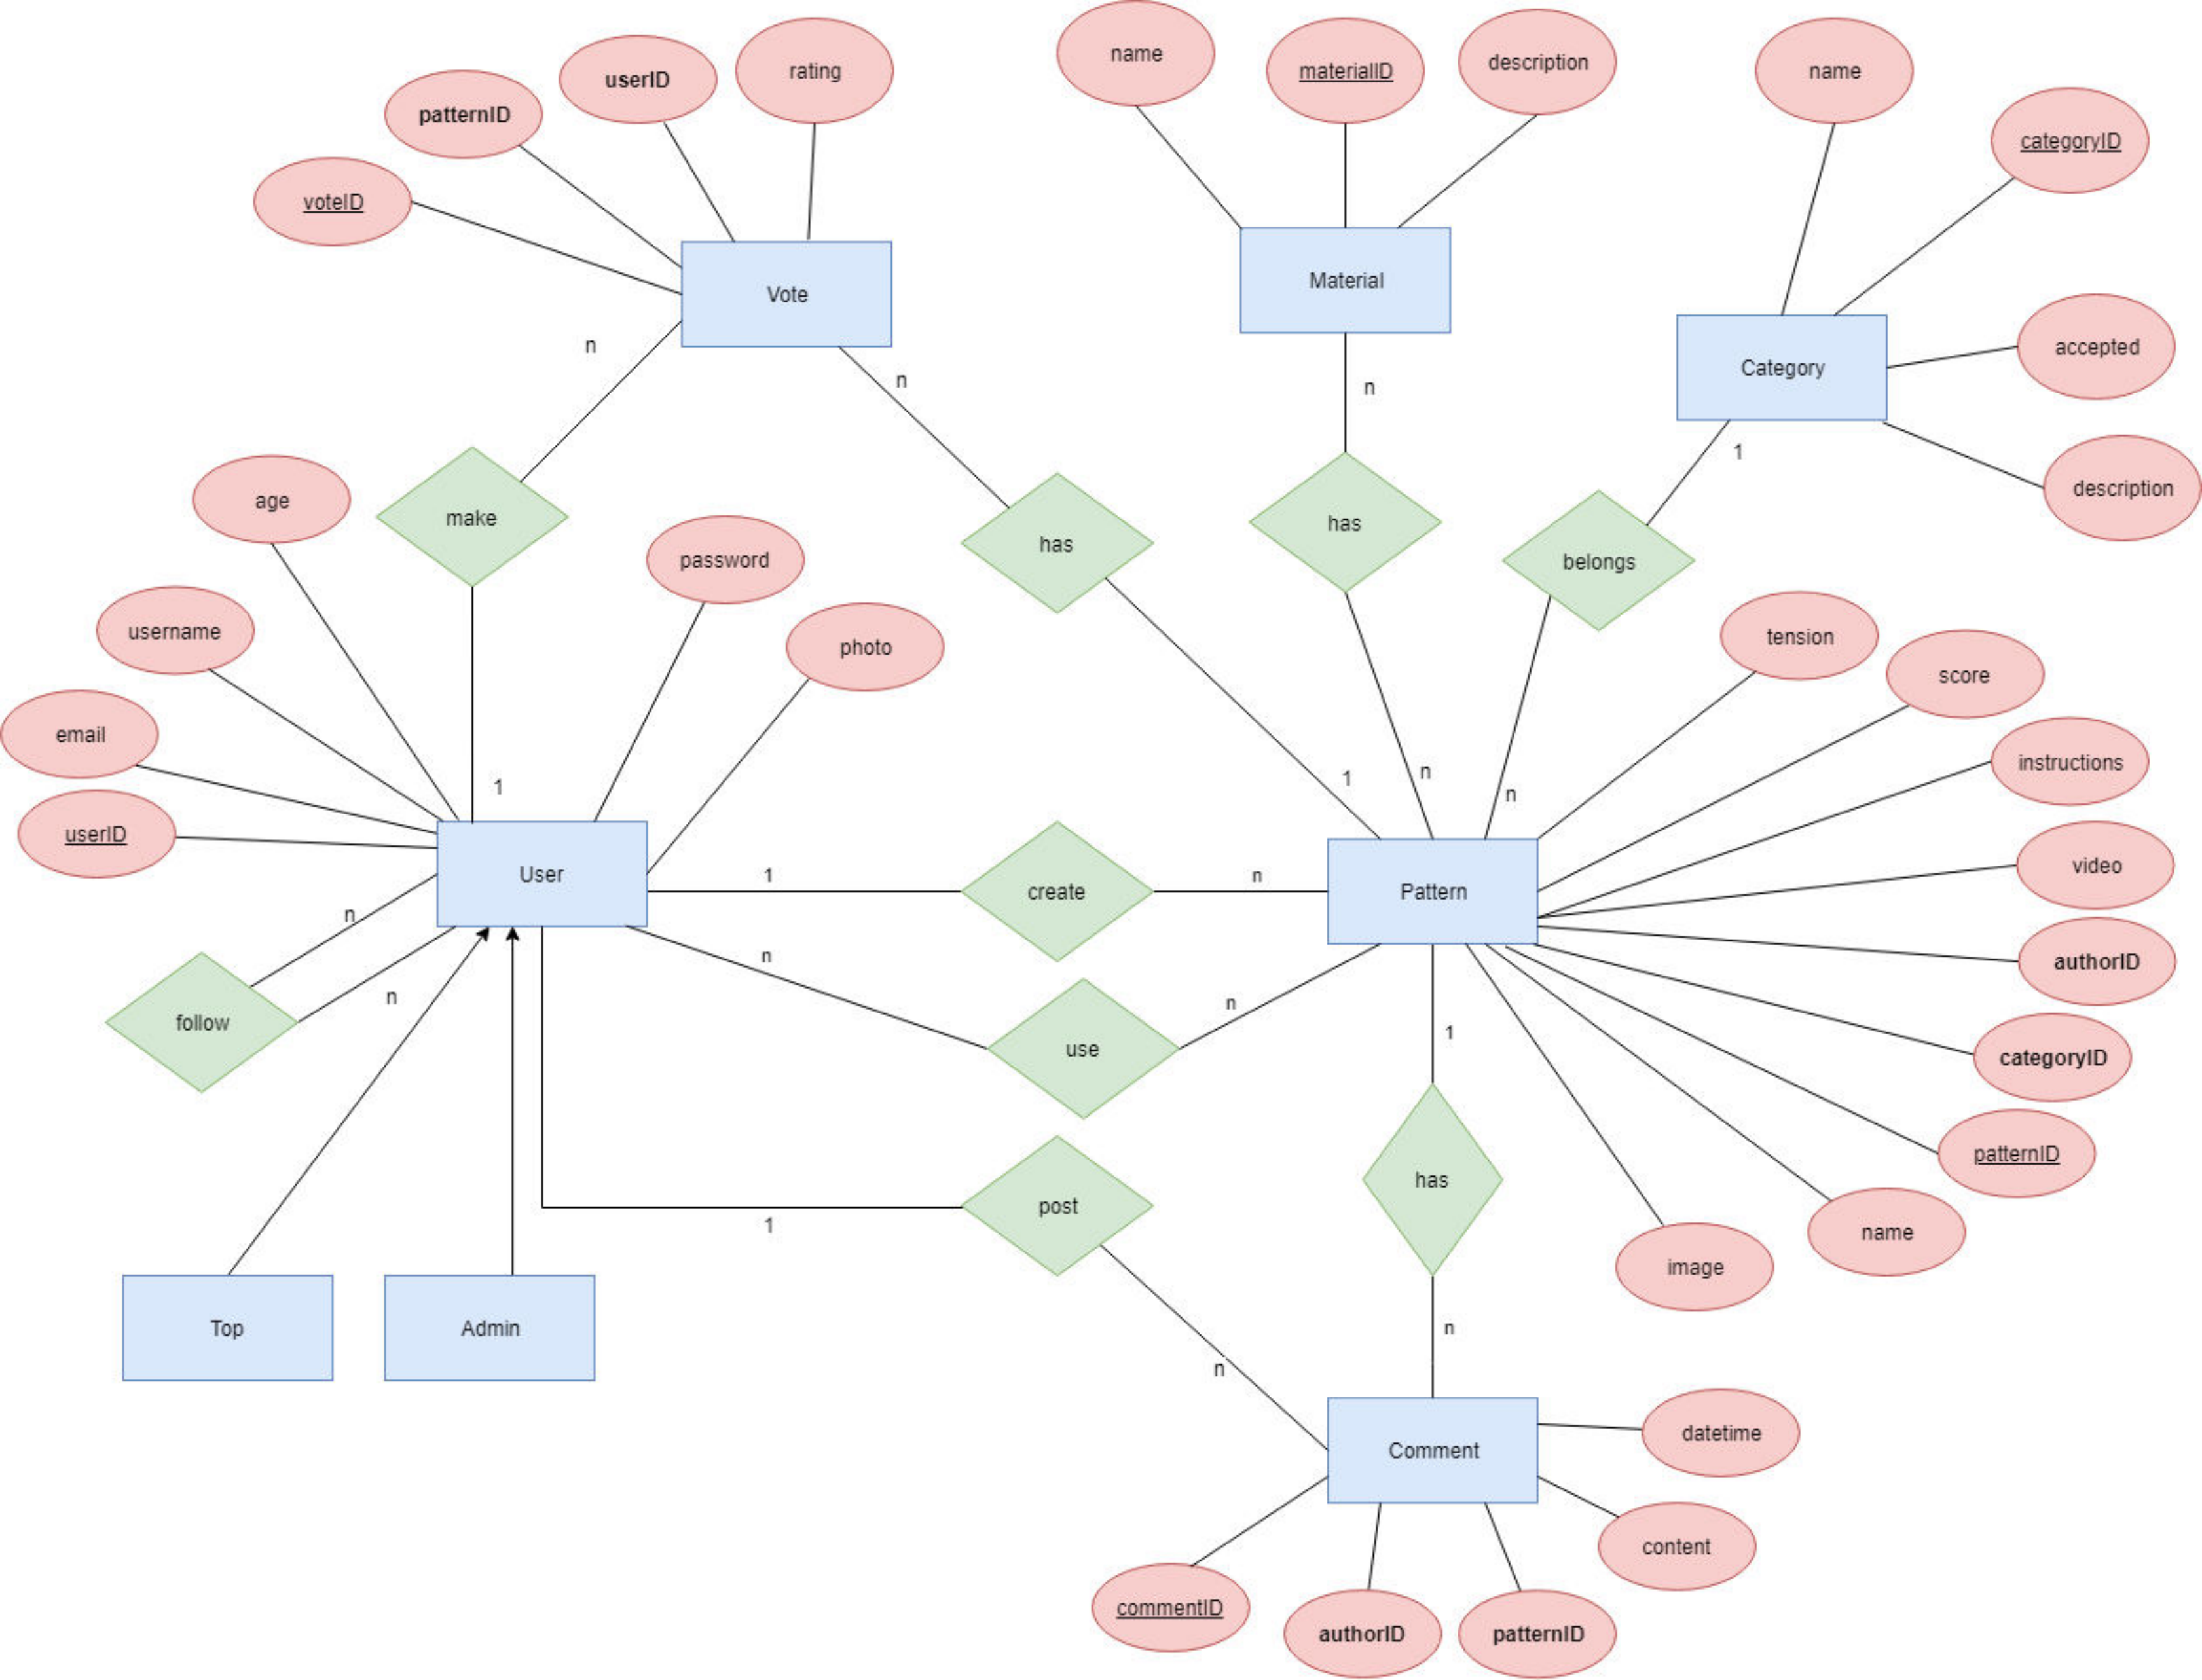 name
materialID
description
name
userID
rating
patternID
categoryID
voteID
Vote
Material
Category
accepted
n
n
n
1
description
age
make
has
has
belongs
password
username
photo
tension
score
email
instructions
1
1
n
n
userID
User
1
create
n
Pattern
video
n
authorID
n
n
n
follow
use
1
categoryID
patternID
post
has
1
name
image
Top
Admin
n
n
Comment
datetime
content
commentID
authorID
patternID